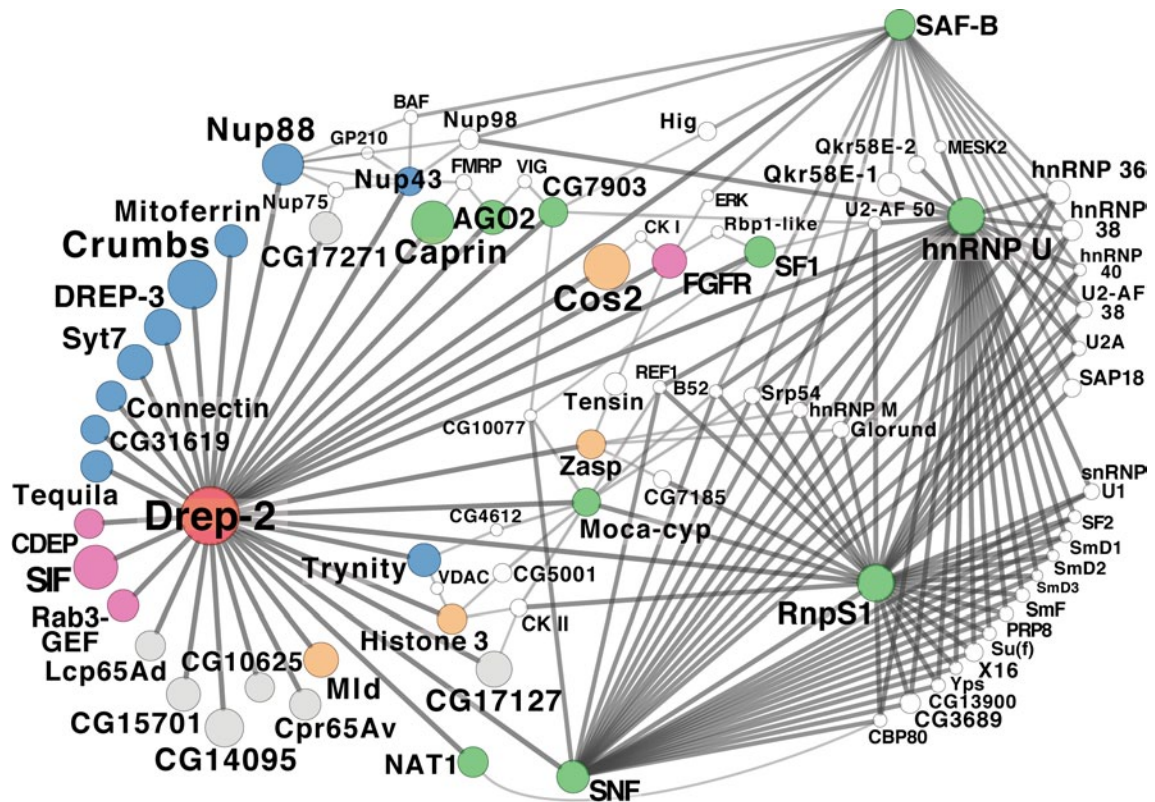 SAF-B
BAF
Nup98
Hig
Nup88
GP210
Qkr58E-2
MESK2
FMRP
VIG
Nup43
Qkr58E-1
hnRNP 36
Nup75
CG7903
ERK
Mitoferrin
AGO2
U2-AF 50
hnRNP
38
Caprin
CK I
Rbp1-like
hnRNP U
Crumbs
CG17271
SF1
hnRNP
40
FGFR
DREP-3
Cos2
U2-AF
38
Syt7
U2A
REF1
B52
SAP18
Srp54
Connectin
Tensin
hnRNP M
CG10077
Glorund
CG31619
Zasp
snRNP
U1
CG7185
Tequila
Drep-2
CG4612
Moca-cyp
SF2
CDEP
SmD1
Trynity
SmD2
SIF
VDAC
CG5001
SmD3
RnpS1
SmF
Rab3-
GEF
Histone 3
CK II
PRP8
Su(f)
Lcp65Ad
CG10625
X16
Mld
CG17127
Yps
CG13900
CG15701
Cpr65Av
CG3689
CBP80
CG14095
NAT1
SNF